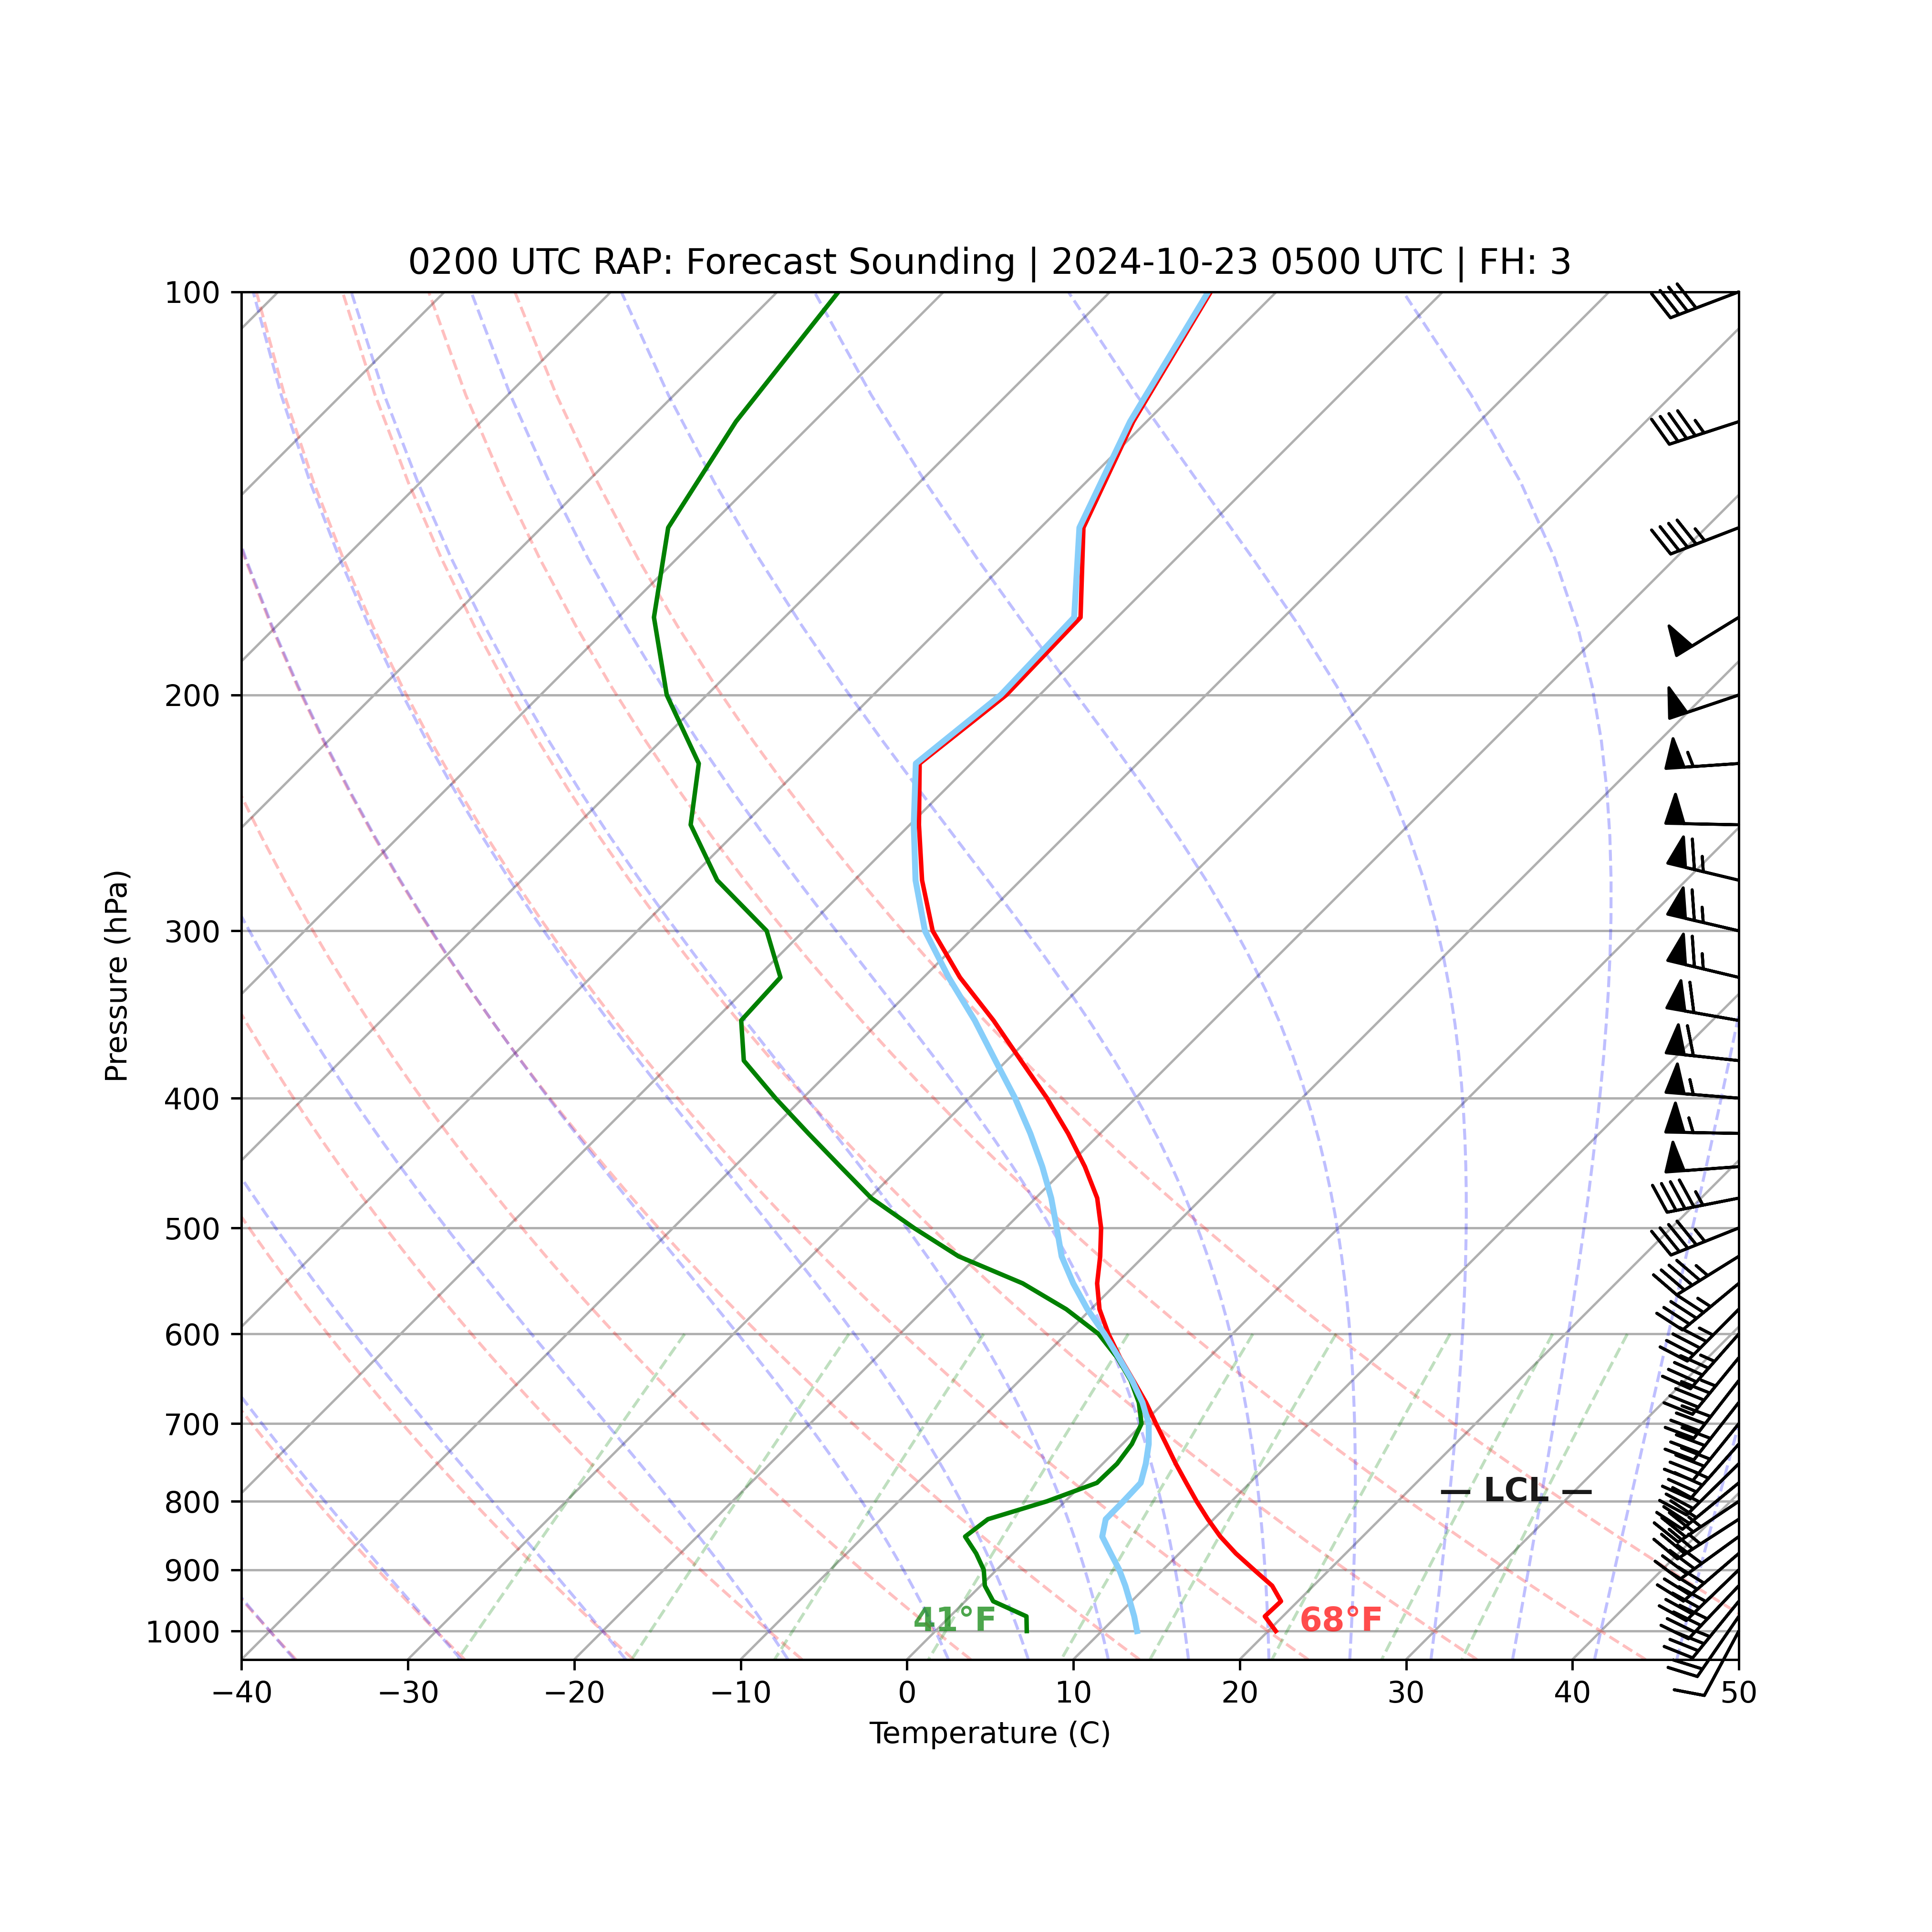 0200 UTC RAP: Forecast Sounding | 2024-10-23 0500 UTC | FH: 3
100
200
300
400
500
600
700
800
900
1000
Pressure (hPa)
— LCL —
41°F
68°F
−40 −30 −20 −10 0 10 20 30 40 50
Temperature (C)